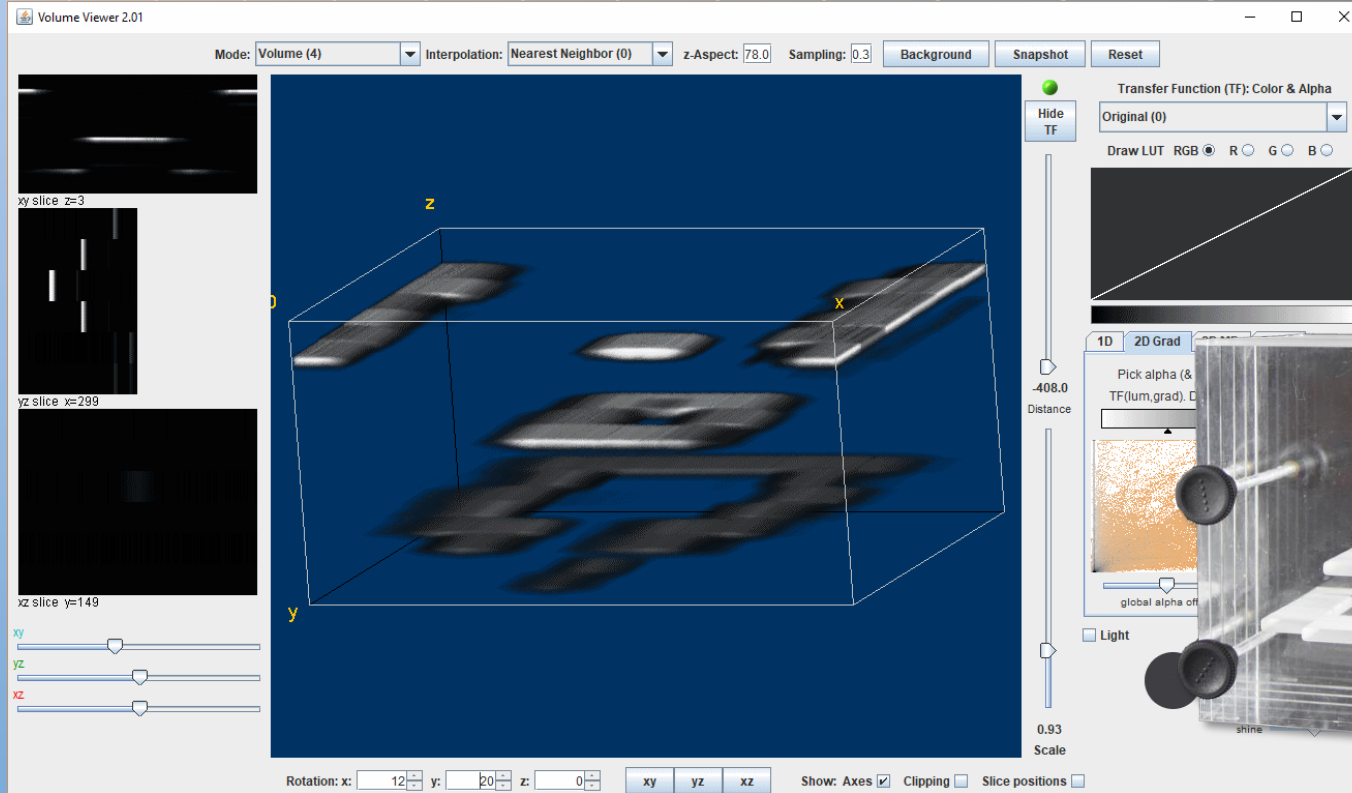 Volume Viewer 2.01
Mode: Volume (4) Interpolation: Nearest Neighbor (0) z-Aspect: 78.0 Sampling: 0.3 Background Snapshot Reset
xy slice z=3
yz slice x=299
xz slice y=149
xy
yz
xz
z
x
y
Hide
TF
-408.0
Distance
0.93
Scale
Transfer Function (TF): Color & Alpha
Original (0)
Draw LUT RGB R G B
1D 2D Grad
Pick alpha (&
TF(lum,grad). D
global alpha off
Light
shine
Rotation: x: 12 y: 20 z: 0 xy yz xz Show: Axes Clipping Slice positions